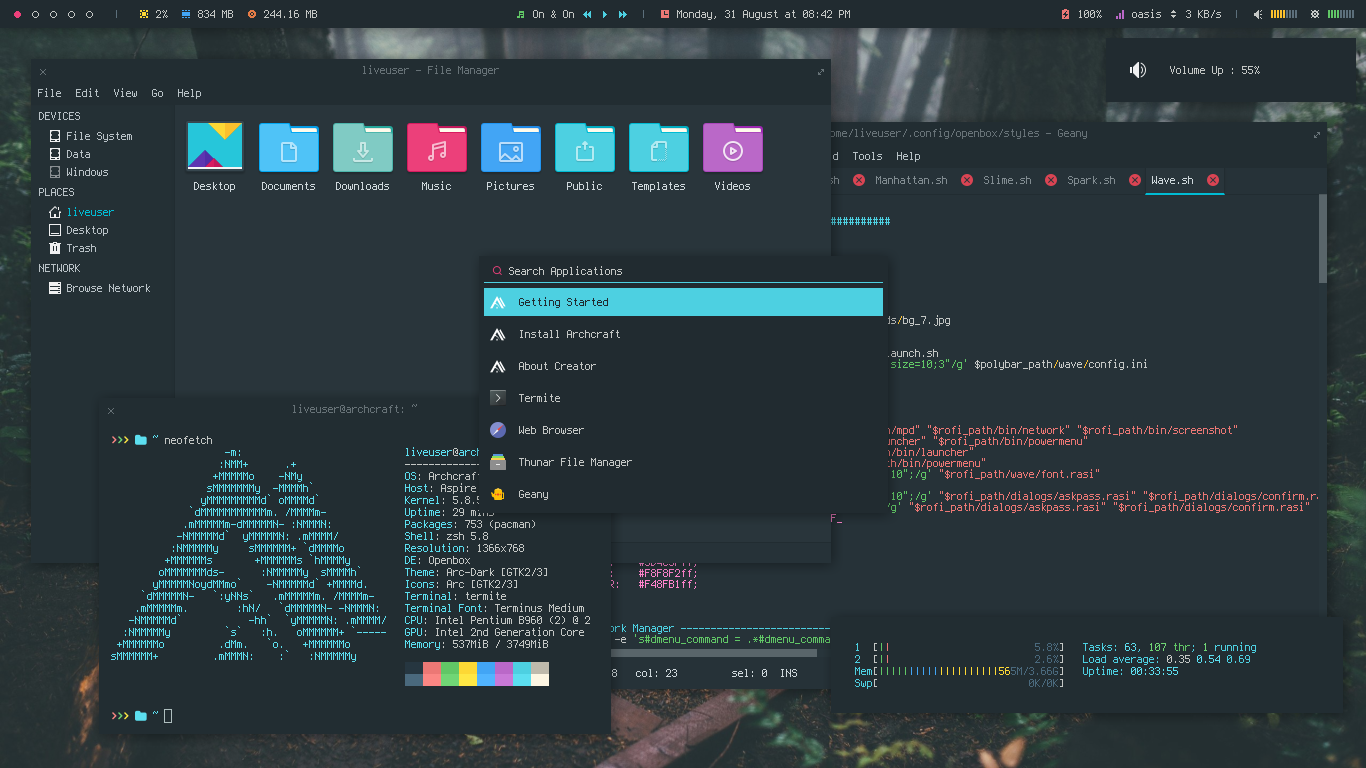 2% 834 MB 244.16 MB
On & On
Monday, 31 August at 08:42 PM
100% oasis 3 KB/s
Volume Up : 55%
liveuser - File Manager
File Edit View Go Help
DEVICES
File System
Data
Windows
PLACES
liveuser
Desktop
Trash
NETWORK
Browse Network
Desktop Documents Downloads Music Pictures Public Templates Videos
ome/liveuser/.config/openbox/styles - Geany
d Tools Help
sh Manhattan.sh Slime.sh Spark.sh Wave.sh
##########
ds/bg_7.jpg
aunch.sh
size=10;3"/g' $polybar_path/wave/config.ini
/mpd" "$rofi_path/bin/network" "$rofi_path/bin/screenshot"
uncher" "$rofi_path/bin/powermenu"
/bin/launcher"
th/bin/powermenu"
10";/g' "$rofi_path/wave/font.rasi"
10";/g' "$rofi_path/dialogs/askpass.rasi" "$rofi_path/dialogs/confirm.ra
/g' "$rofi_path/dialogs/askpass.rasi" "$rofi_path/dialogs/confirm.rasi"
F_
Search Applications
Getting Started
Install Archcraft
About Creator
Termite
Web Browser
Thunar File Manager
Geany
liveuser@archcraft: ~
>>> ~ neofetch
liveuser@arch
OS: Archcraft
Host: Aspire
Kernel: 5.8.5
Uptime: 29 mins
Packages: 753 (pacman)
Shell: zsh 5.8
Resolution: 1366x768
DE: Openbox
Theme: Arc-Dark [GTK2/3]
Icons: Arc [GTK2/3]
Terminal: termite
Terminal Font: Terminus Medium
CPU: Intel Pentium B960 (2) @ 2
GPU: Intel 2nd Generation Core
Memory: 537MiB / 3749MiB
>>> ~
: #F8F8F2ff;
R: #F48FB1ff;
ork Manager ----------------------
-e 's#dmenu_command = .*#dmenu_comma
8 col: 23 sel: 0 INS
1 [|| 5.8%]
2 [|| 2.6%]
Mem[||||||||||||||||||||565M/3.66G]
Swp[ 0K/0K]
Tasks: 63, 107 thr; 1 running
Load average: 0.35 0.54 0.69
Uptime: 00:33:55